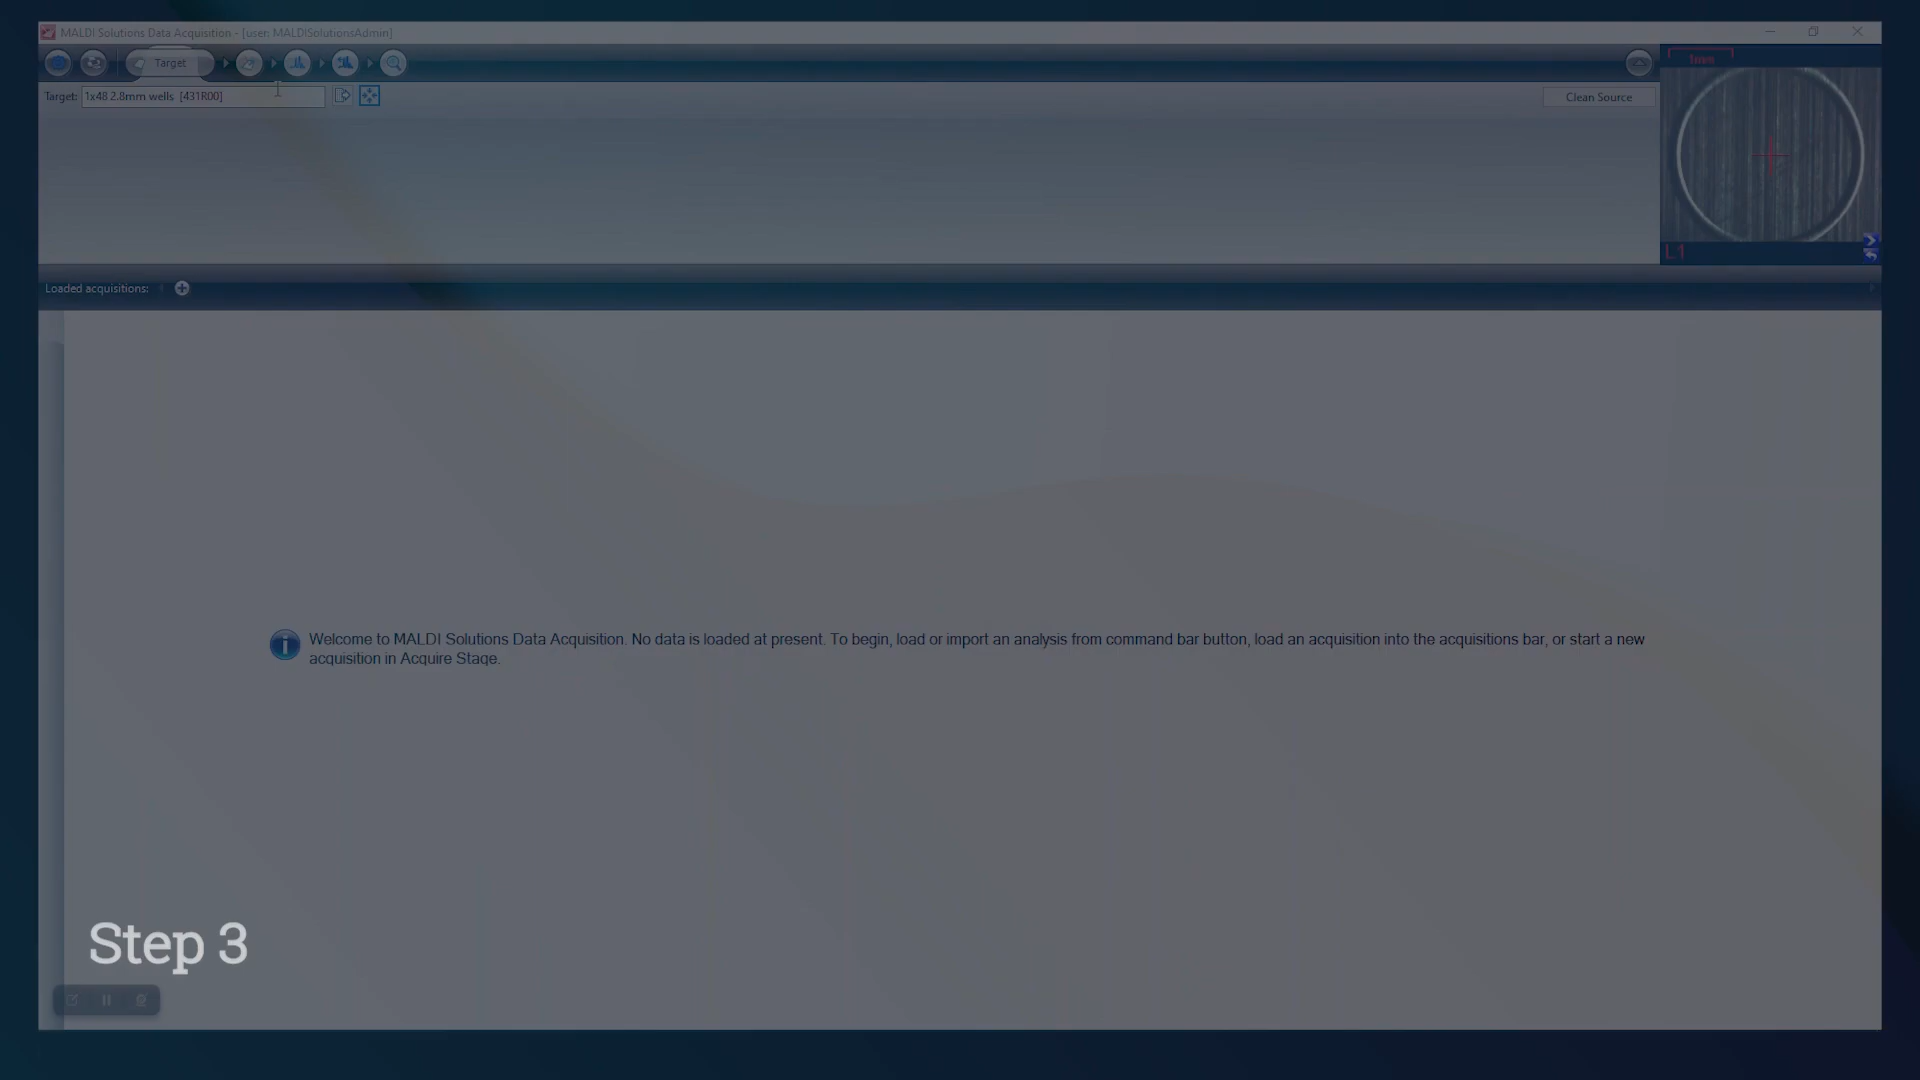 MALDI Solutions Data Acquisition - [user: MALDISolutionsAdmin]
Target
Target: 1x48 2.8mm wells [431R00]
Clean Source
1mm
L1
Loaded acquisitions:
Welcome to MALDI Solutions Data Acquisition. No data is loaded at present. To begin, load or import an analysis from command bar button, load an acquisition into the acquisitions bar, or start a new
acquisition in Acquire Stage.
Step 3